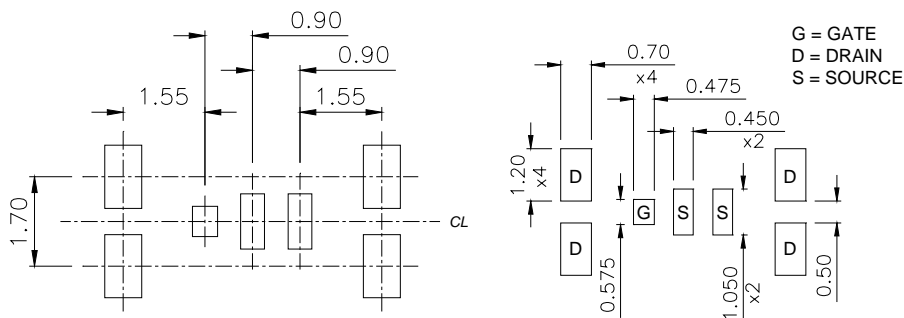 0.90
0.90
1.55
1.55
1.70
CL
G = GATE
D = DRAIN
S = SOURCE
0.70
x4
0.475
0.450
x2
1.20
x4
D
D
G
S
S
D
D
0.575
1.050
x2
0.50